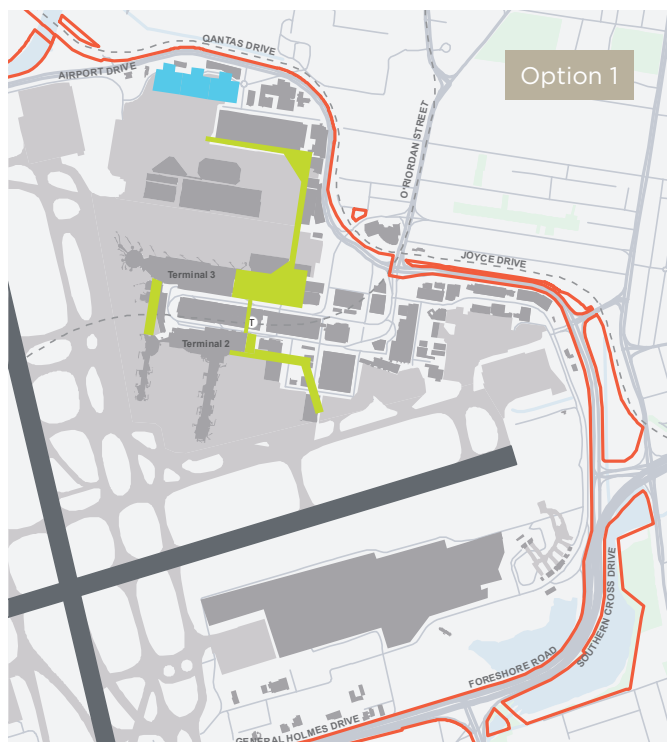 QANTAS DRIVE
AIRPORT DRIVE
Option 1
O'RIORDAN STREET
JOYCE DRIVE
Terminal 3
T
Terminal 2
SOUTHERN CROSS DRIVE
FORESHORE ROAD
GENERAL HOLMES DRIVE